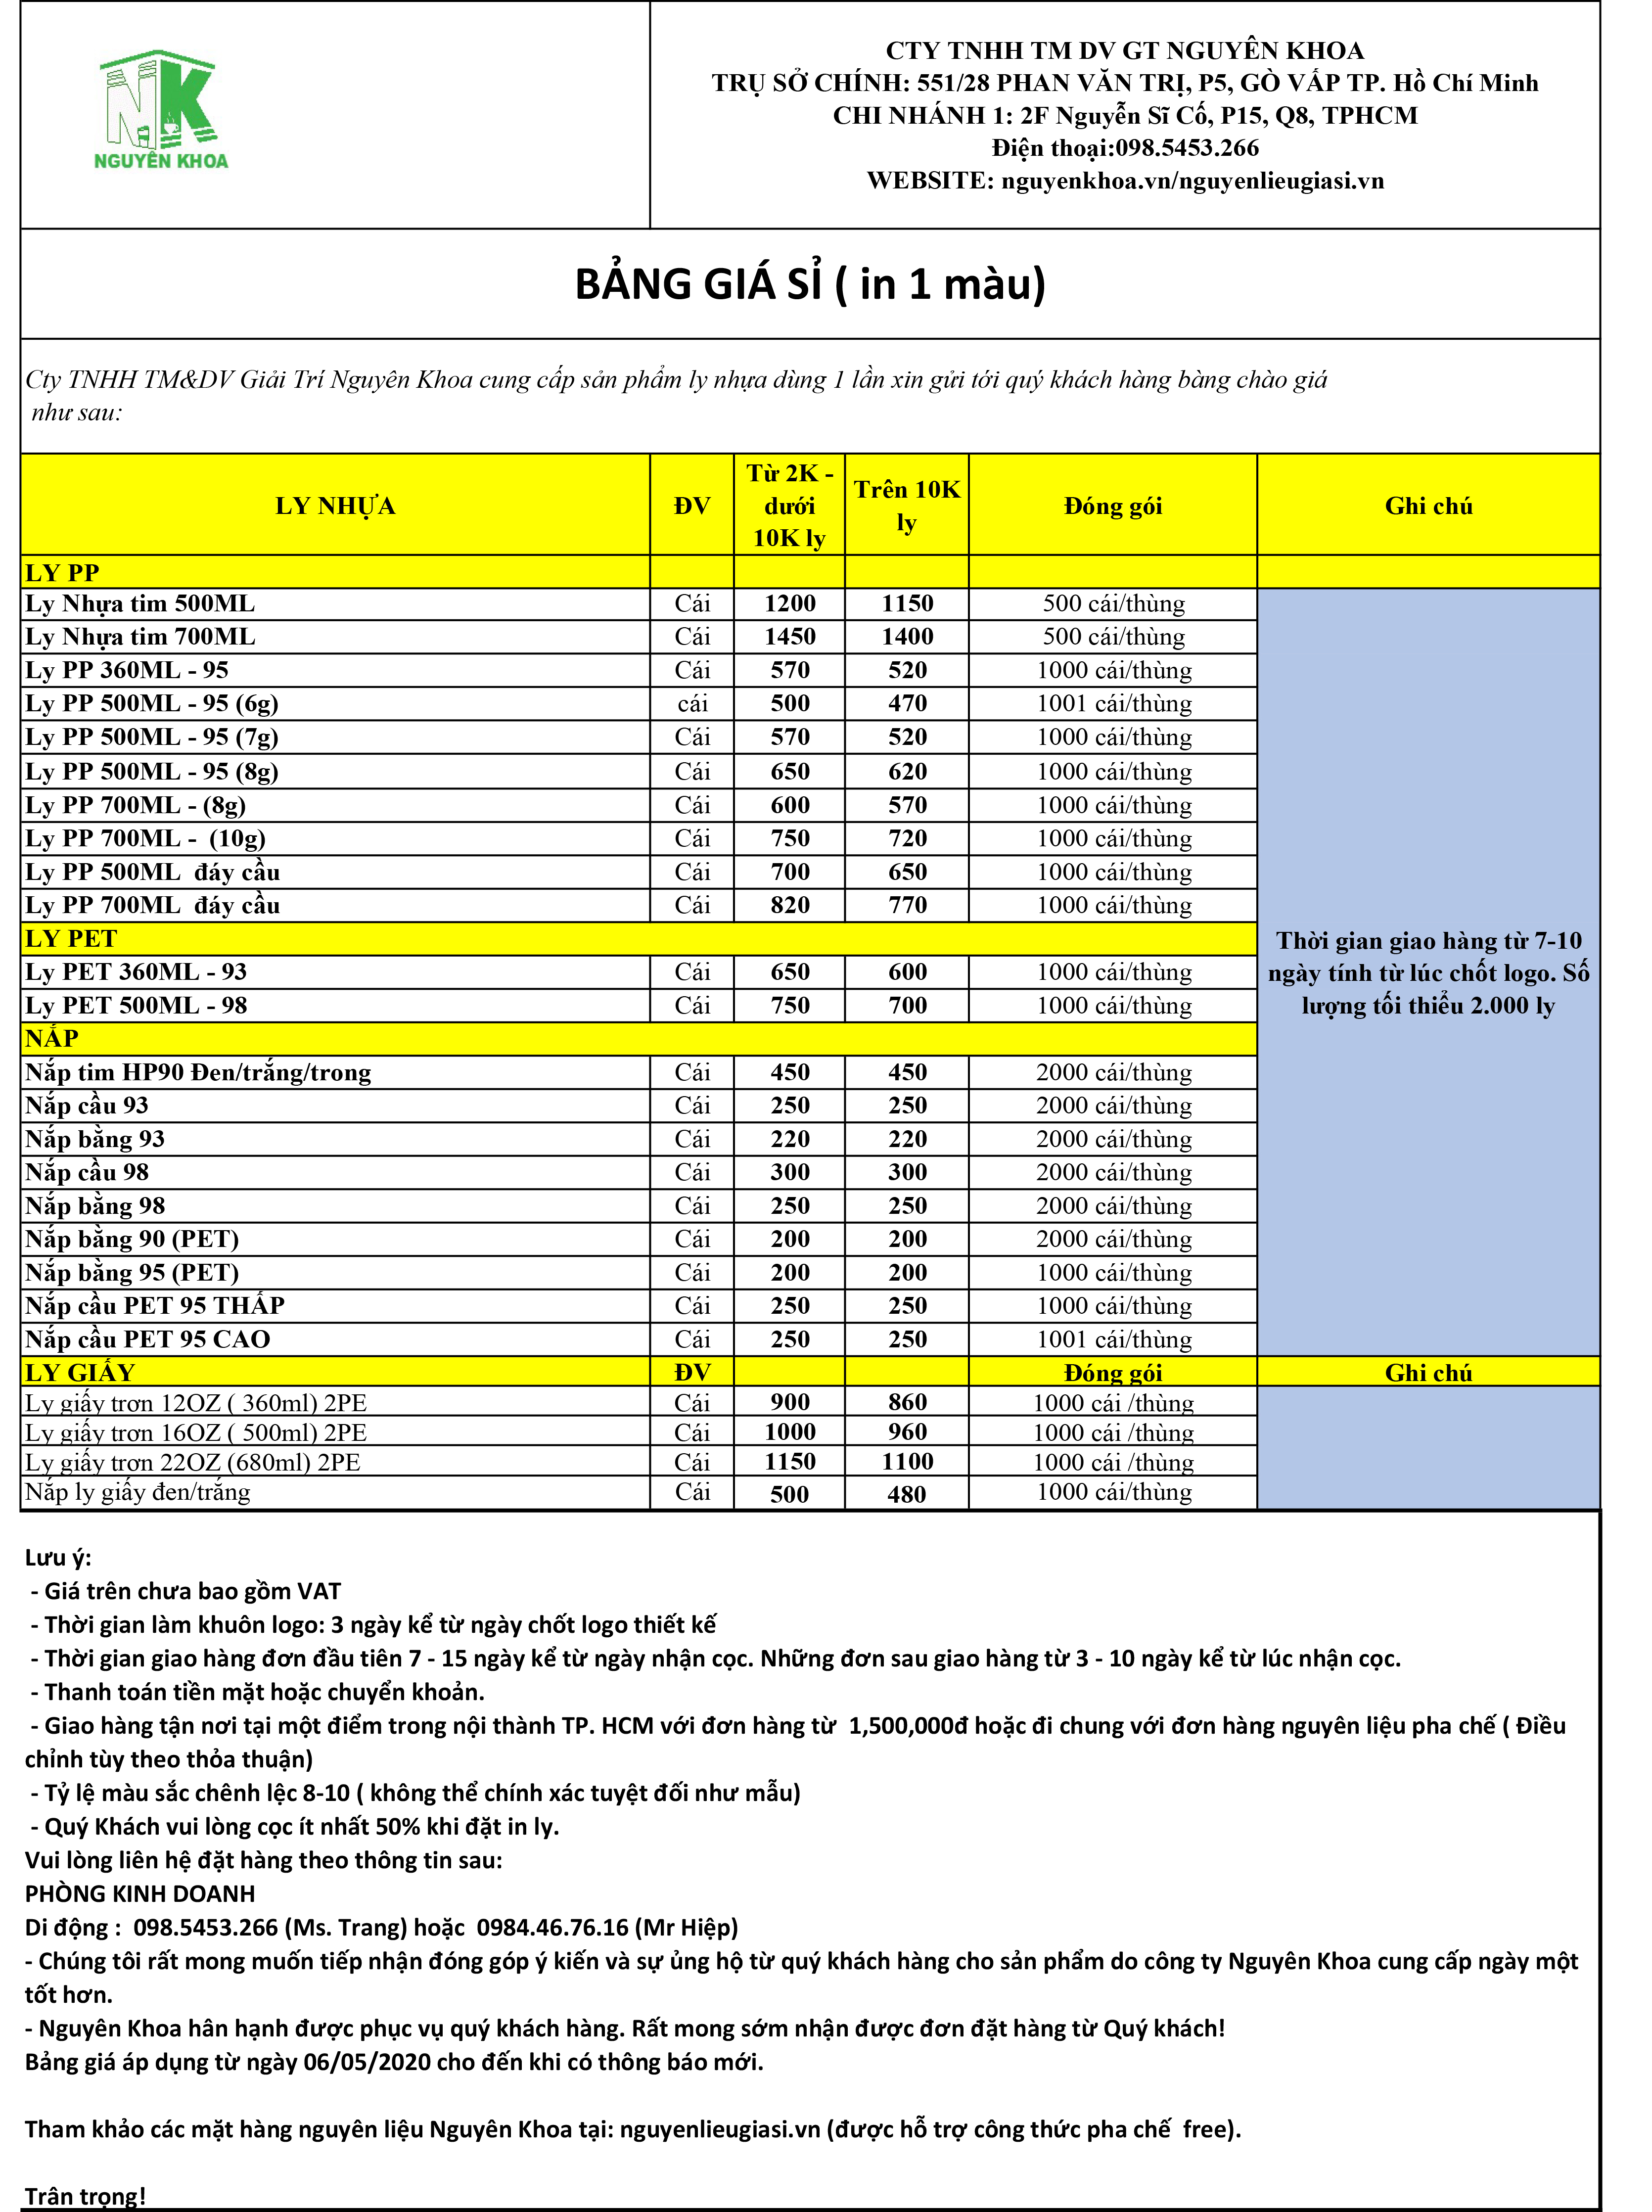 NGUYÊN KHOA
CTY TNHH TM DV GT NGUYÊN KHOA
TRỤ SỞ CHÍNH: 551/28 PHAN VĂN TRỊ, P5, GÒ VẤP TP. Hồ Chí Minh
CHI NHÁNH 1: 2F Nguyễn Sĩ Cố, P15, Q8, TPHCM
Điện thoại:098.5453.266
WEBSITE: nguyenkhoa.vn/nguyenlieugiasi.vn
BẢNG GIÁ SỈ ( in 1 màu)
Cty TNHH TM&DV Giải Trí Nguyên Khoa cung cấp sản phẩm ly nhựa dùng 1 lần xin gửi tới quý khách hàng bàng chào giá
như sau:
LY NHỰA ĐV Từ 2K - dưới 10K ly Trên 10K ly Đóng gói Ghi chú
LY PP
Ly Nhựa tim 500ML Cái 1200 1150 500 cái/thùng
Ly Nhựa tim 700ML Cái 1450 1400 500 cái/thùng
Ly PP 360ML - 95 Cái 570 520 1000 cái/thùng
Ly PP 500ML - 95 (6g) cái 500 470 1001 cái/thùng
Ly PP 500ML - 95 (7g) Cái 570 520 1000 cái/thùng
Ly PP 500ML - 95 (8g) Cái 650 620 1000 cái/thùng
Ly PP 700ML - (8g) Cái 600 570 1000 cái/thùng
Ly PP 700ML - (10g) Cái 750 720 1000 cái/thùng
Ly PP 500ML đáy cầu Cái 700 650 1000 cái/thùng
Ly PP 700ML đáy cầu Cái 820 770 1000 cái/thùng
LY PET
Ly PET 360ML - 93 Cái 650 600 1000 cái/thùng
Ly PET 500ML - 98 Cái 750 700 1000 cái/thùng
Thời gian giao hàng từ 7-10
ngày tính từ lúc chốt logo. Số
lượng tối thiểu 2.000 ly
NẮP
Nắp tim HP90 Đen/trắng/trong Cái 450 450 2000 cái/thùng
Nắp cầu 93 Cái 250 250 2000 cái/thùng
Nắp bằng 93 Cái 220 220 2000 cái/thùng
Nắp cầu 98 Cái 300 300 2000 cái/thùng
Nắp bằng 98 Cái 250 250 2000 cái/thùng
Nắp bằng 90 (PET) Cái 200 200 2000 cái/thùng
Nắp bằng 95 (PET) Cái 200 200 1000 cái/thùng
Nắp cầu PET 95 THẤP Cái 250 250 1000 cái/thùng
Nắp cầu PET 95 CAO Cái 250 250 1001 cái/thùng
LY GIẤY ĐV Đóng gói Ghi chú
Ly giấy trơn 12OZ ( 360ml) 2PE Cái 900 860 1000 cái /thùng
Ly giấy trơn 16OZ ( 500ml) 2PE Cái 1000 960 1000 cái /thùng
Ly giấy trơn 22OZ (680ml) 2PE Cái 1150 1100 1000 cái /thùng
Nắp ly giấy đen/trắng Cái 500 480 1000 cái/thùng
Lưu ý:
- Giá trên chưa bao gồm VAT
- Thời gian làm khuôn logo: 3 ngày kể từ ngày chốt logo thiết kế
- Thời gian giao hàng đơn đầu tiên 7 - 15 ngày kể từ ngày nhận cọc. Những đơn sau giao hàng từ 3 - 10 ngày kể từ lúc nhận cọc.
- Thanh toán tiền mặt hoặc chuyển khoản.
- Giao hàng tận nơi tại một điểm trong nội thành TP. HCM với đơn hàng từ 1,500,000đ hoặc đi chung với đơn hàng nguyên liệu pha chế ( Điều
chỉnh tùy theo thỏa thuận)
- Tỷ lệ màu sắc chênh lệc 8-10 ( không thể chính xác tuyệt đối như mẫu)
- Quý Khách vui lòng cọc ít nhất 50% khi đặt in ly.
Vui lòng liên hệ đặt hàng theo thông tin sau:
PHÒNG KINH DOANH
Di động : 098.5453.266 (Ms. Trang) hoặc 0984.46.76.16 (Mr Hiệp)
- Chúng tôi rất mong muốn tiếp nhận đóng góp ý kiến và sự ủng hộ từ quý khách hàng cho sản phẩm do công ty Nguyên Khoa cung cấp ngày một
tốt hơn.
- Nguyên Khoa hân hạnh được phục vụ quý khách hàng. Rất mong sớm nhận được đơn đặt hàng từ Quý khách!
Bảng giá áp dụng từ ngày 06/05/2020 cho đến khi có thông báo mới.
Tham khảo các mặt hàng nguyên liệu Nguyên Khoa tại: nguyenlieugiasi.vn (được hỗ trợ công thức pha chế free).
Trân trọng!